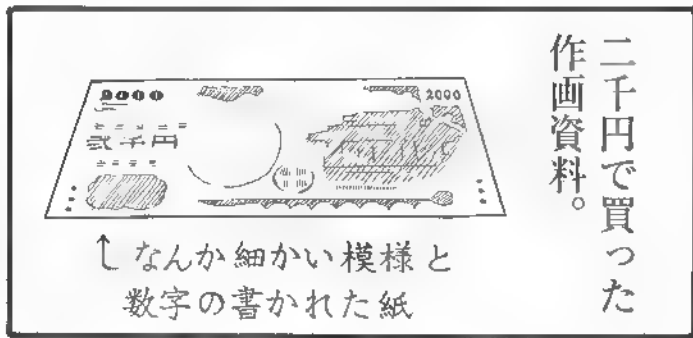 二千円で買った
作画資料。
2000
2000
弐千円
↑なんか細かい模様と
数字の書かれた紙